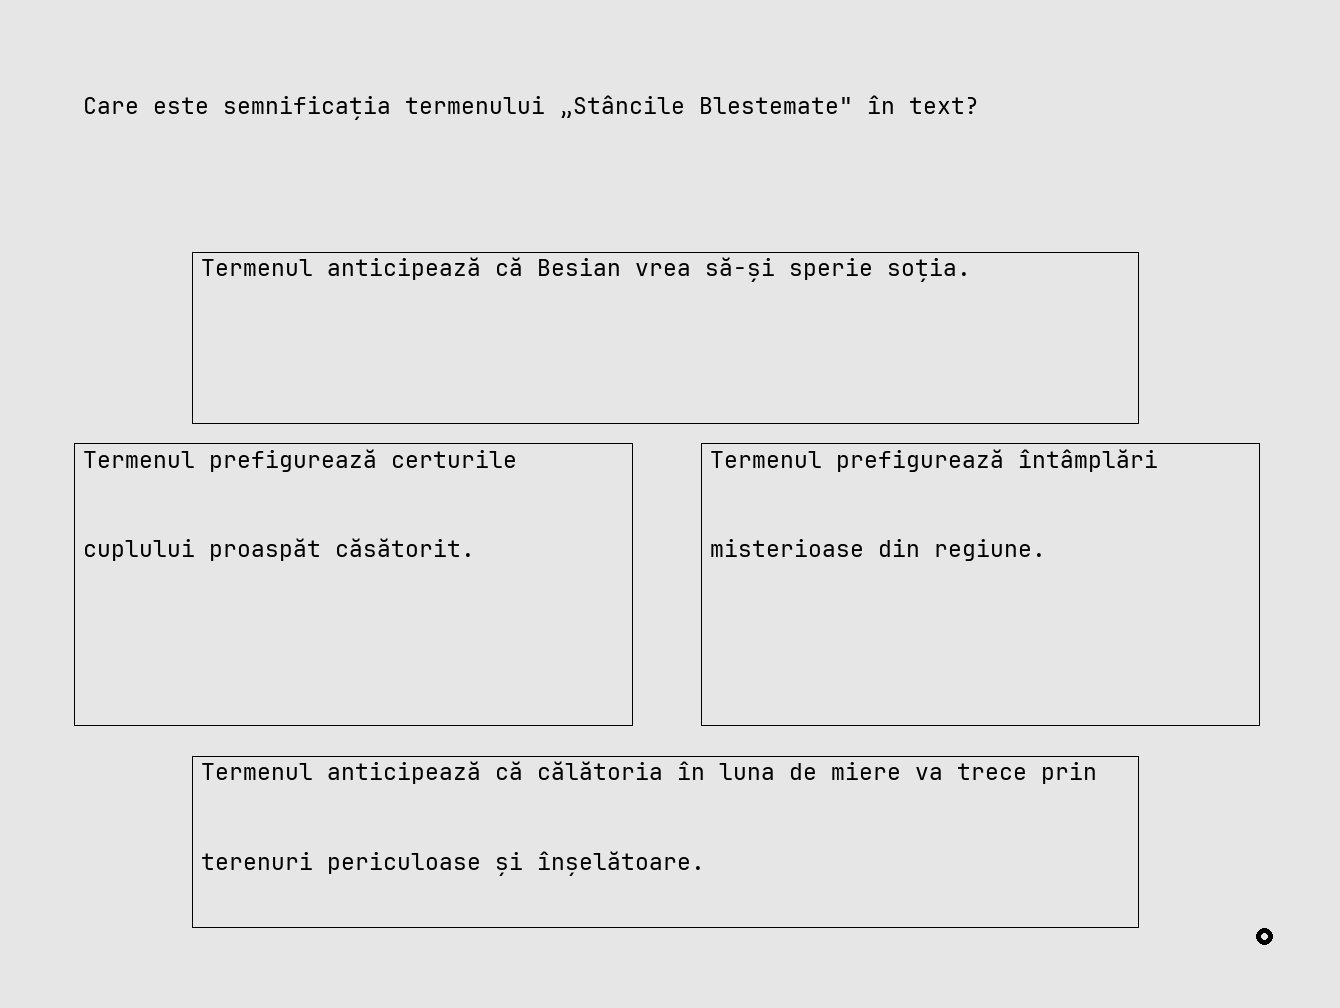 Care este semnificația termenului „Stâncile Blestemate" în text?
Termenul anticipează că Besian vrea să-și sperie soția.
Termenul prefigurează certurile
cuplului proaspăt căsătorit.
Termenul prefigurează întâmplări
misterioase din regiune.
Termenul anticipează că călătoria în luna de miere va trece prin
terenuri periculoase și înșelătoare.